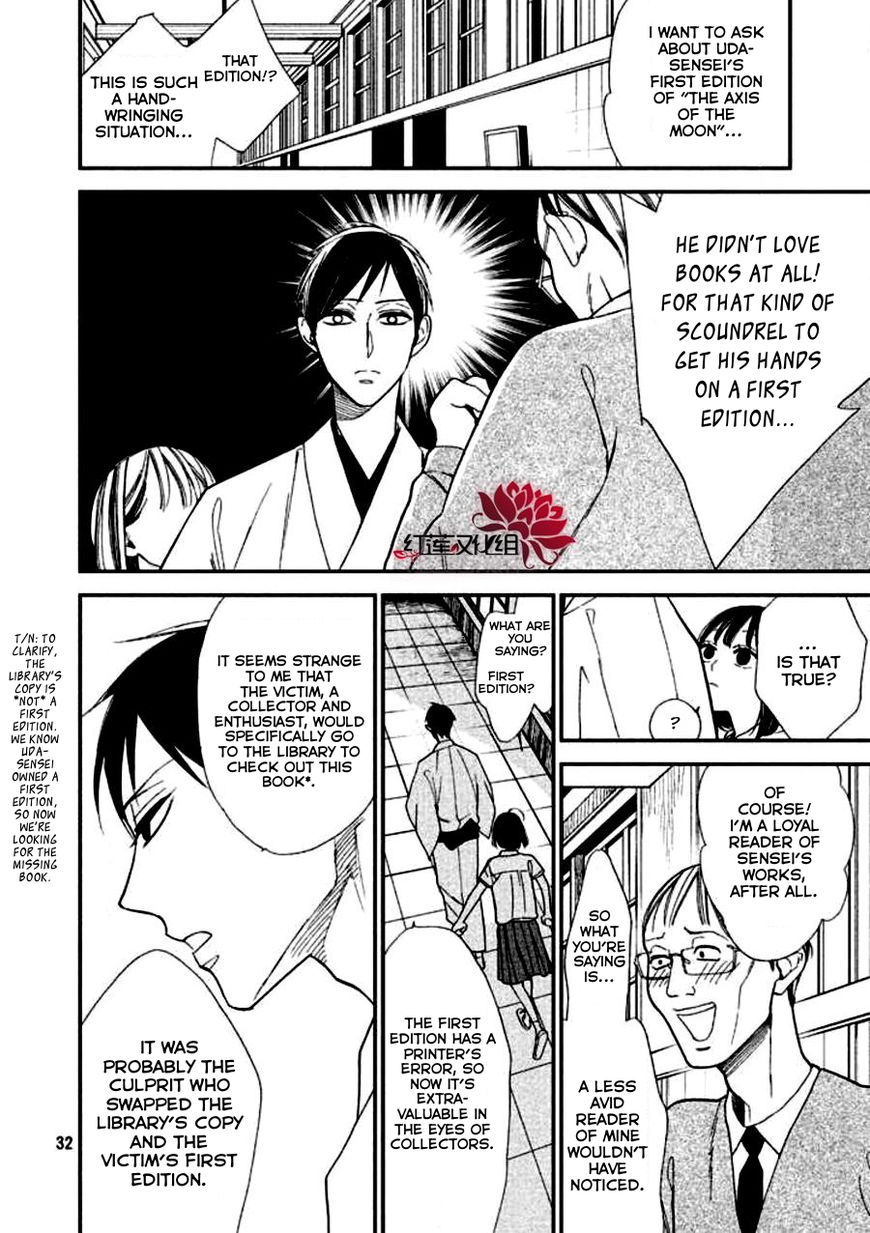 I WANT TO ASK
ABOUT UDA-
SENSEI'S
FIRST EDITION
OF "THE AXIS
OF THE
MOON"...
THAT
EDITION!?
THIS IS SUCH
A HAND-
WRINGING
SITUATION...
HE DIDN'T LOVE
BOOKS AT ALL!
FOR THAT KIND OF
SCOUNDREL TO
GET HIS HANDS
ON A FIRST
EDITION...
红莲汉化组
...
IS THAT
TRUE?
?
OF
COURSE!
I'M A LOYAL
READER OF
SENSEI'S
WORKS,
AFTER ALL.
SO
WHAT
YOU'RE
SAYING
IS...
A LESS
AVID
READER
OF MINE
WOULDN'T
HAVE
NOTICED.
WHAT ARE
YOU
SAYING?
FIRST
EDITION?
THE FIRST
EDITION HAS A
PRINTER'S
ERROR, SO
NOW IT'S
EXTRA-
VALUABLE IN
THE EYES OF
COLLECTORS.
IT SEEMS STRANGE
TO ME THAT
THE VICTIM, A
COLLECTOR AND
ENTHUSIAST, WOULD
SPECIFICALLY GO
TO THE LIBRARY TO
CHECK OUT THIS
BOOK*.
IT WAS
PROBABLY THE
CULPRIT WHO
SWAPPED THE
LIBRARY'S COPY
AND THE
VICTIM'S FIRST
EDITION.
T/N: TO
CLARIFY,
THE
LIBRARY'S
COPY IS
*NOT* A
FIRST
EDITION.
WE KNOW
UDA-
SENSEI
OWNED A
FIRST
EDITION,
SO NOW
WE'RE
LOOKING
FOR THE
MISSING
BOOK.
32